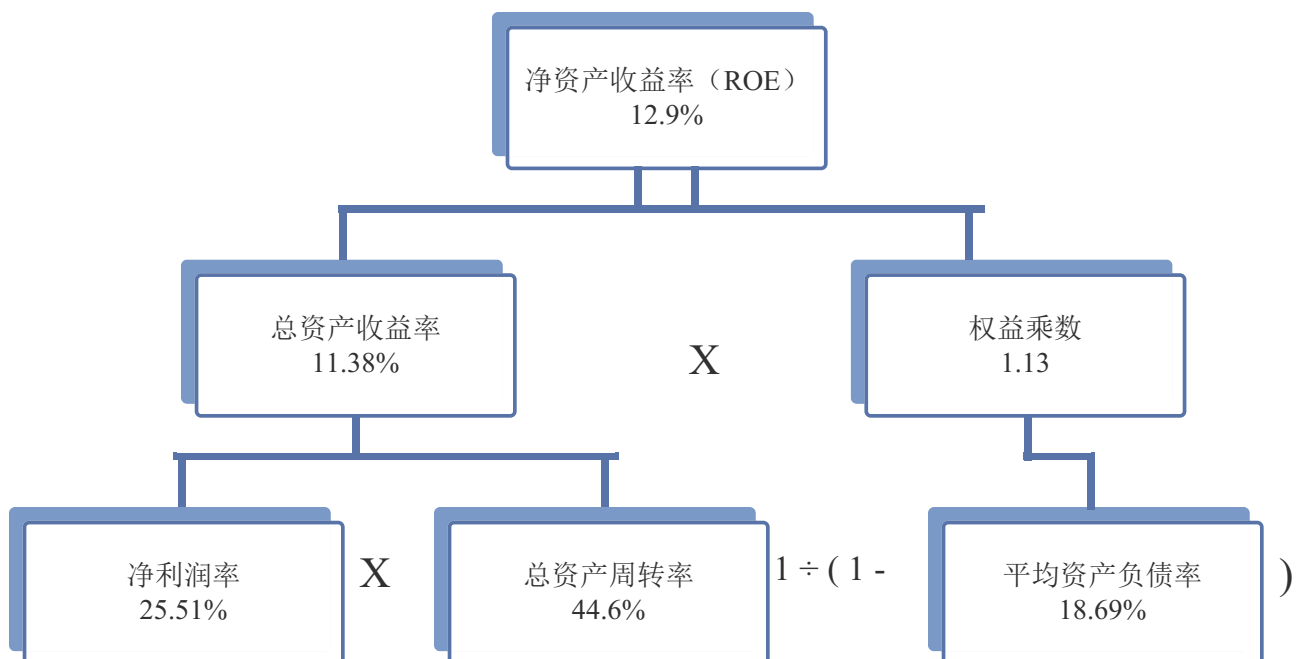 净资产收益率（ROE）
12.9%
总资产收益率
11.38%
X
权益乘数
1.13
净利润率
25.51%
X
总资产周转率
44.6%
1 ÷ ( 1 -
平均资产负债率
18.69%
)